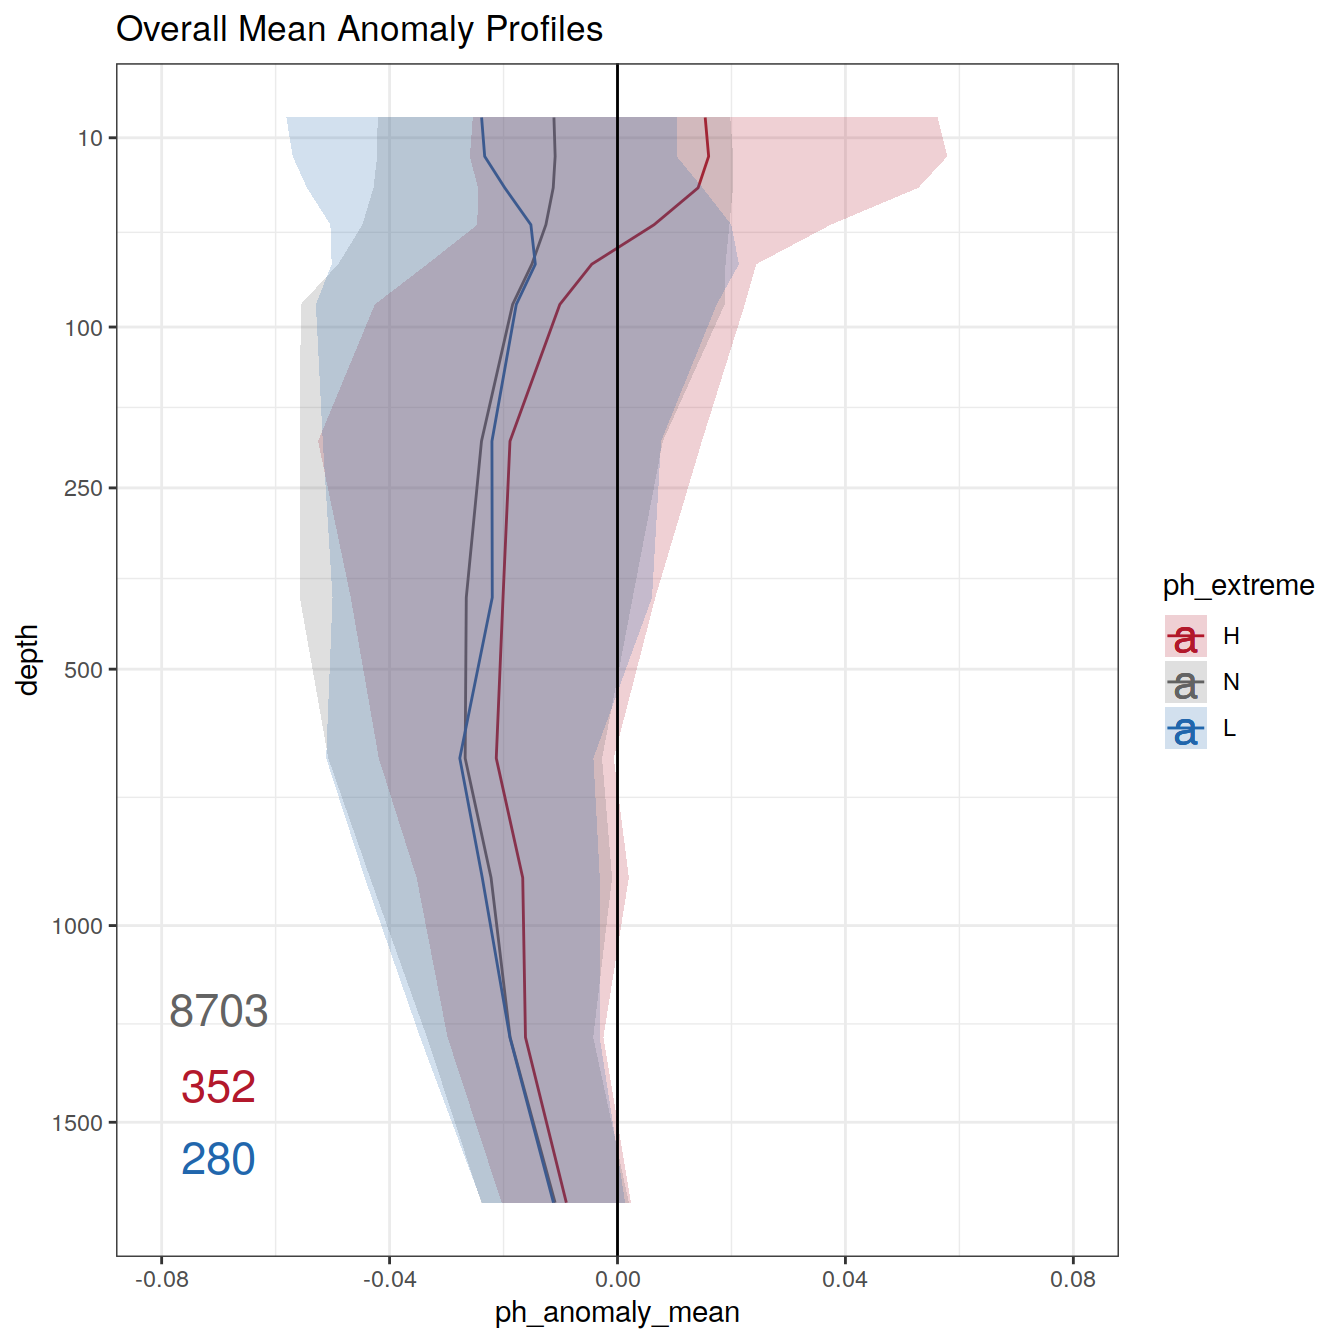 Overall Mean Anomaly Profiles
depth
10
100
250
500
1000
1500
8703
352
280
-0.08 -0.04 0.00 0.04 0.08
ph_anomaly_mean
ph_extreme
a H
a N
a L